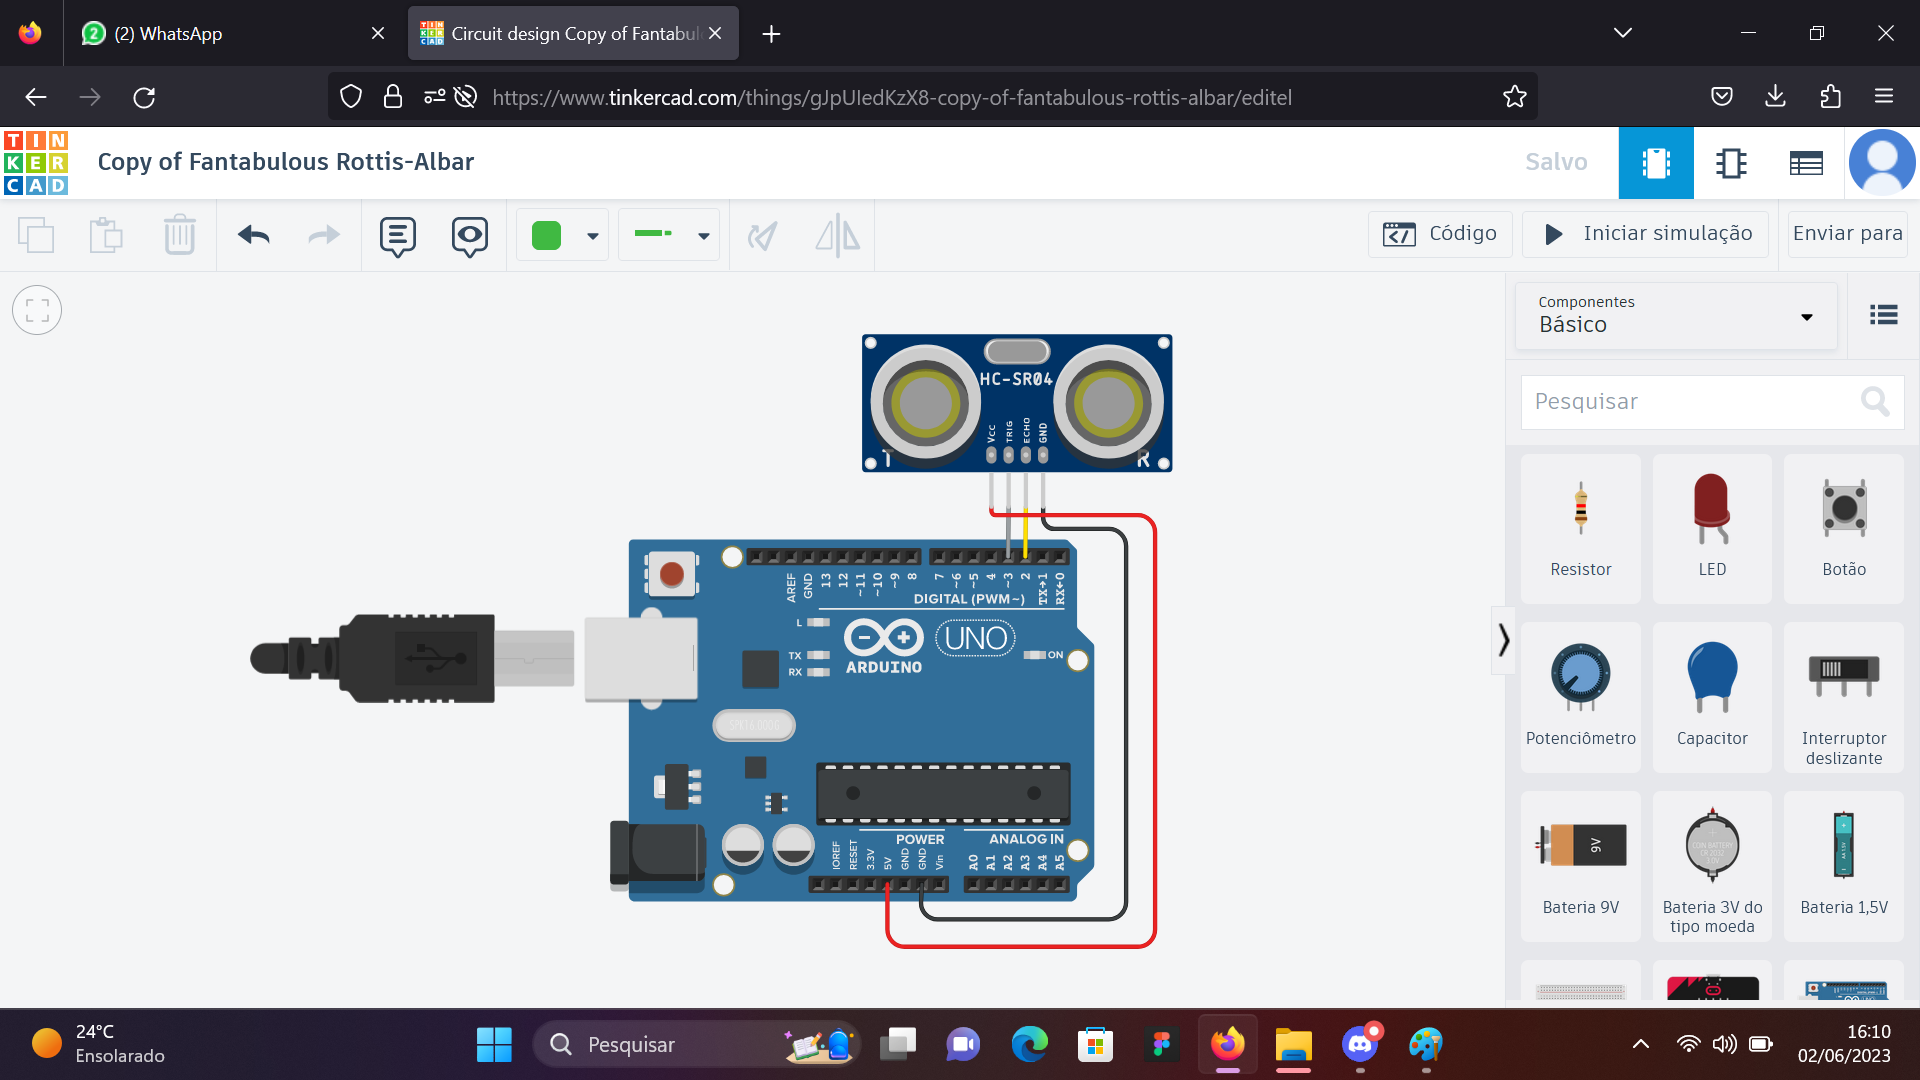 2
(2) WhatsApp
Circuit design Copy of Fantabul
https://www.tinkercad.com/things/gJpUIedKzX8-copy-of-fantabulous-rottis-albar/editel
TIN
KER
CAD
Copy of Fantabulous Rottis-Albar
Salvo
Código
Iniciar simulação
Enviar para
Componentes
Básico
Pesquisar
HC-SR04
VCC
TRIG
ECHO
GND
T
R
AREF
GND
13
12
~11
~10
~9
8
7
~6
~5
4
~3
2
TX→1
RX←0
DIGITAL (PWM~)
L
TX
RX
ARDUINO
UNO
ON
SPK16.000G
POWER
ANALOG IN
IOREF
RESET
3.3V
5V
GND
GND
Vin
A0
A1
A2
A3
A4
A5
Resistor
LED
Botão
Potenciômetro
Capacitor
Interruptor
deslizante
9V
Bateria 9V
Bateria 3V do
tipo moeda
Bateria 1,5V
24°C
Ensolarado
Pesquisar
16:10
02/06/2023